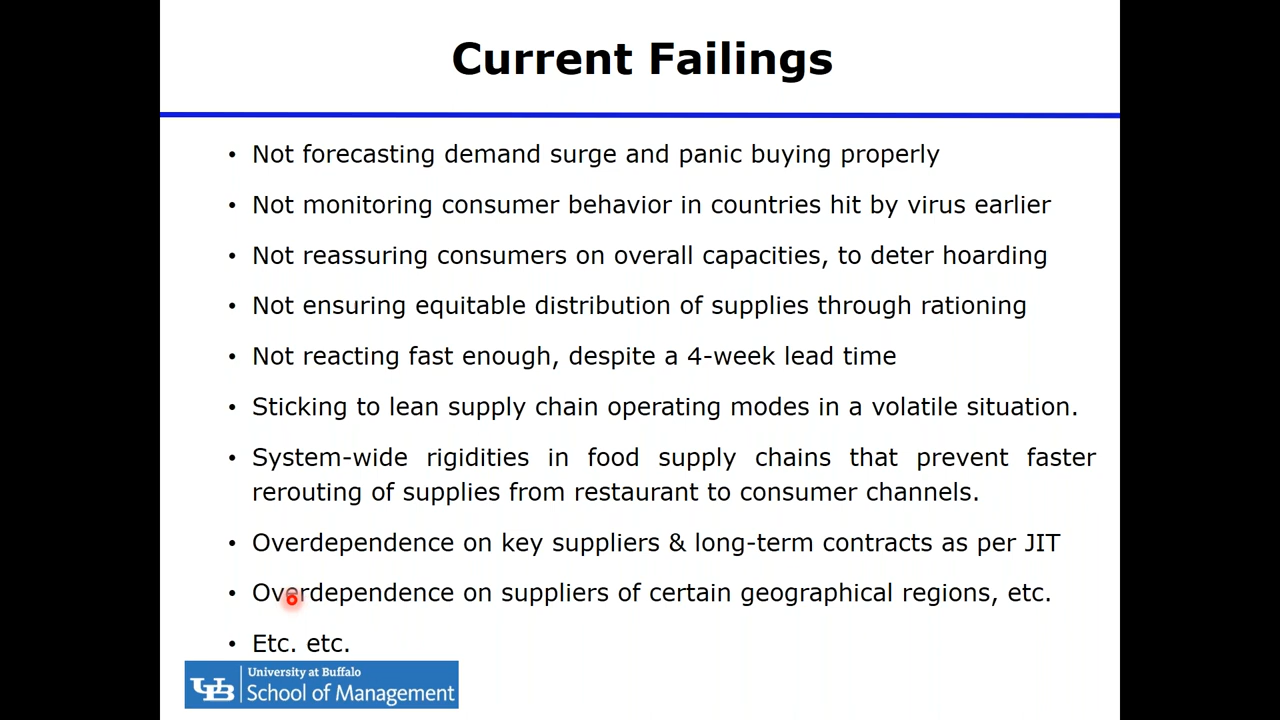 Current Failings
• Not forecasting demand surge and panic buying properly
• Not monitoring consumer behavior in countries hit by virus earlier
• Not reassuring consumers on overall capacities, to deter hoarding
• Not ensuring equitable distribution of supplies through rationing
• Not reacting fast enough, despite a 4-week lead time
• Sticking to lean supply chain operating modes in a volatile situation.
• System-wide rigidities in food supply chains that prevent faster
rerouting of supplies from restaurant to consumer channels.
• Overdependence on key suppliers & long-term contracts as per JIT
• Overdependence on suppliers of certain geographical regions, etc.
• Etc. etc.
UB
University at Buffalo
School of Management